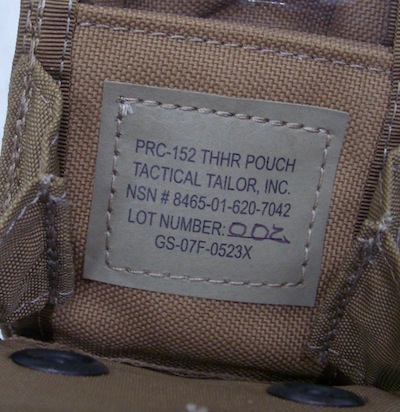 PRC-152 THHR POUCH
TACTICAL TAILOR, INC.
NSN # 8465-01-620-7042
LOT NUMBER: 002
GS-07F-0523X